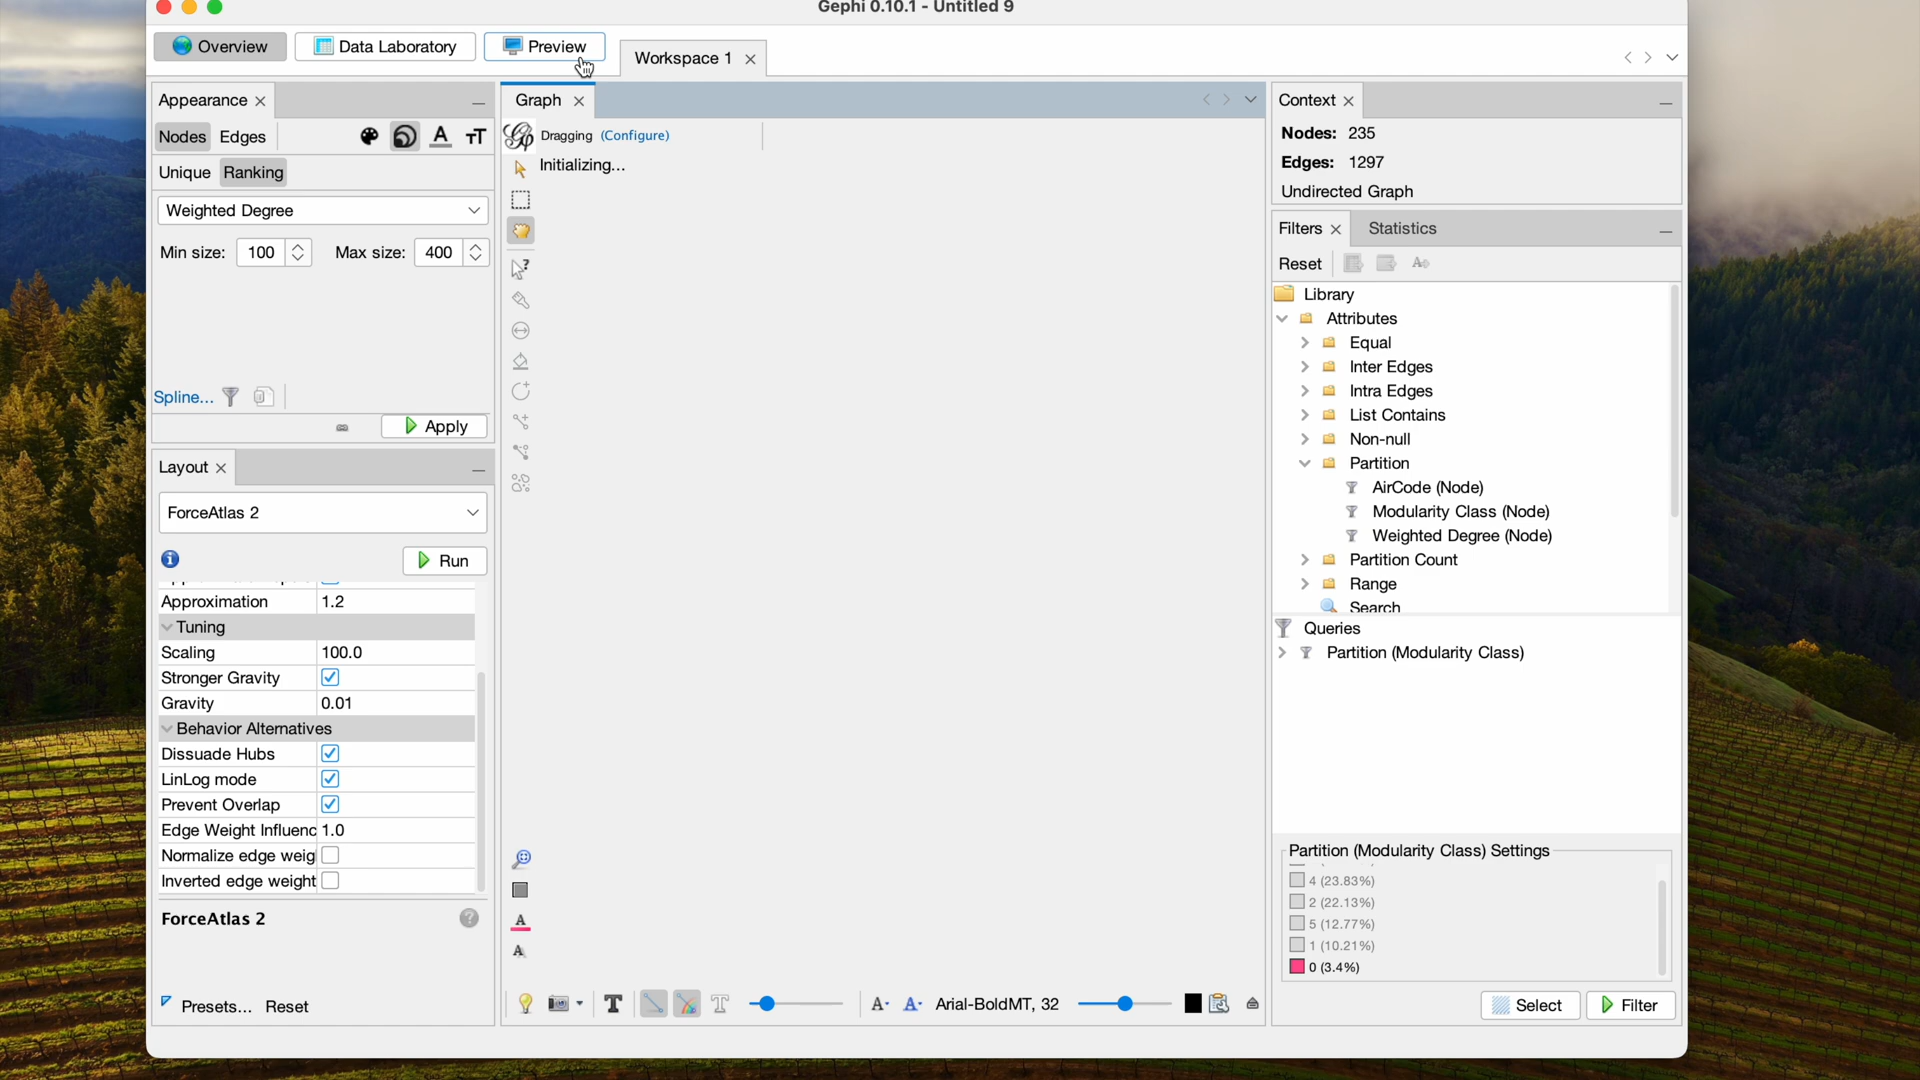 Gephi 0.10.1 - Untitled 9
Overview
Data Laboratory
Preview
Workspace 1
Appearance
Nodes
Edges
Unique
Ranking
Weighted Degree
Min size: 100
Max size: 400
Spline...
Apply
Layout
ForceAtlas 2
Run
Approximation 1.2
Tuning
Scaling 100.0
Stronger Gravity
Gravity 0.01
Behavior Alternatives
Dissuade Hubs
LinLog mode
Prevent Overlap
Edge Weight Influenc 1.0
Normalize edge weig
Inverted edge weight
ForceAtlas 2
Presets... Reset
Graph
Dragging (Configure)
Initializing...
Arial-BoldMT, 32
Context
Nodes: 235
Edges: 1297
Undirected Graph
Filters
Statistics
Reset
Library
Attributes
Equal
Inter Edges
Intra Edges
List Contains
Non-null
Partition
AirCode (Node)
Modularity Class (Node)
Weighted Degree (Node)
Partition Count
Range
Search
Queries
Partition (Modularity Class)
Partition (Modularity Class) Settings
4 (23.83%)
2 (22.13%)
5 (12.77%)
1 (10.21%)
0 (3.4%)
Select
Filter